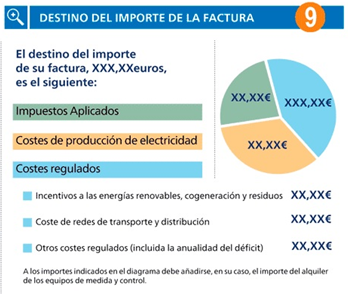 DESTINO DEL IMPORTE DE LA FACTURA
9
El destino del importe
de su factura, XXX,XXeuros,
es el siguiente:
Impuestos Aplicados
Costes de producción de electricidad
Costes regulados
XX,XX€
XXX,XX€
XX,XX€
Incentivos a las energías renovables, cogeneración y residuos XX,XX€
Coste de redes de transporte y distribución XX,XX€
Otros costes regulados (incluida la anualidad del déficit) XX,XX€
A los importes indicados en el diagrama debe añadirse, en su caso, el importe del alquiler
de los equipos de medida y control.